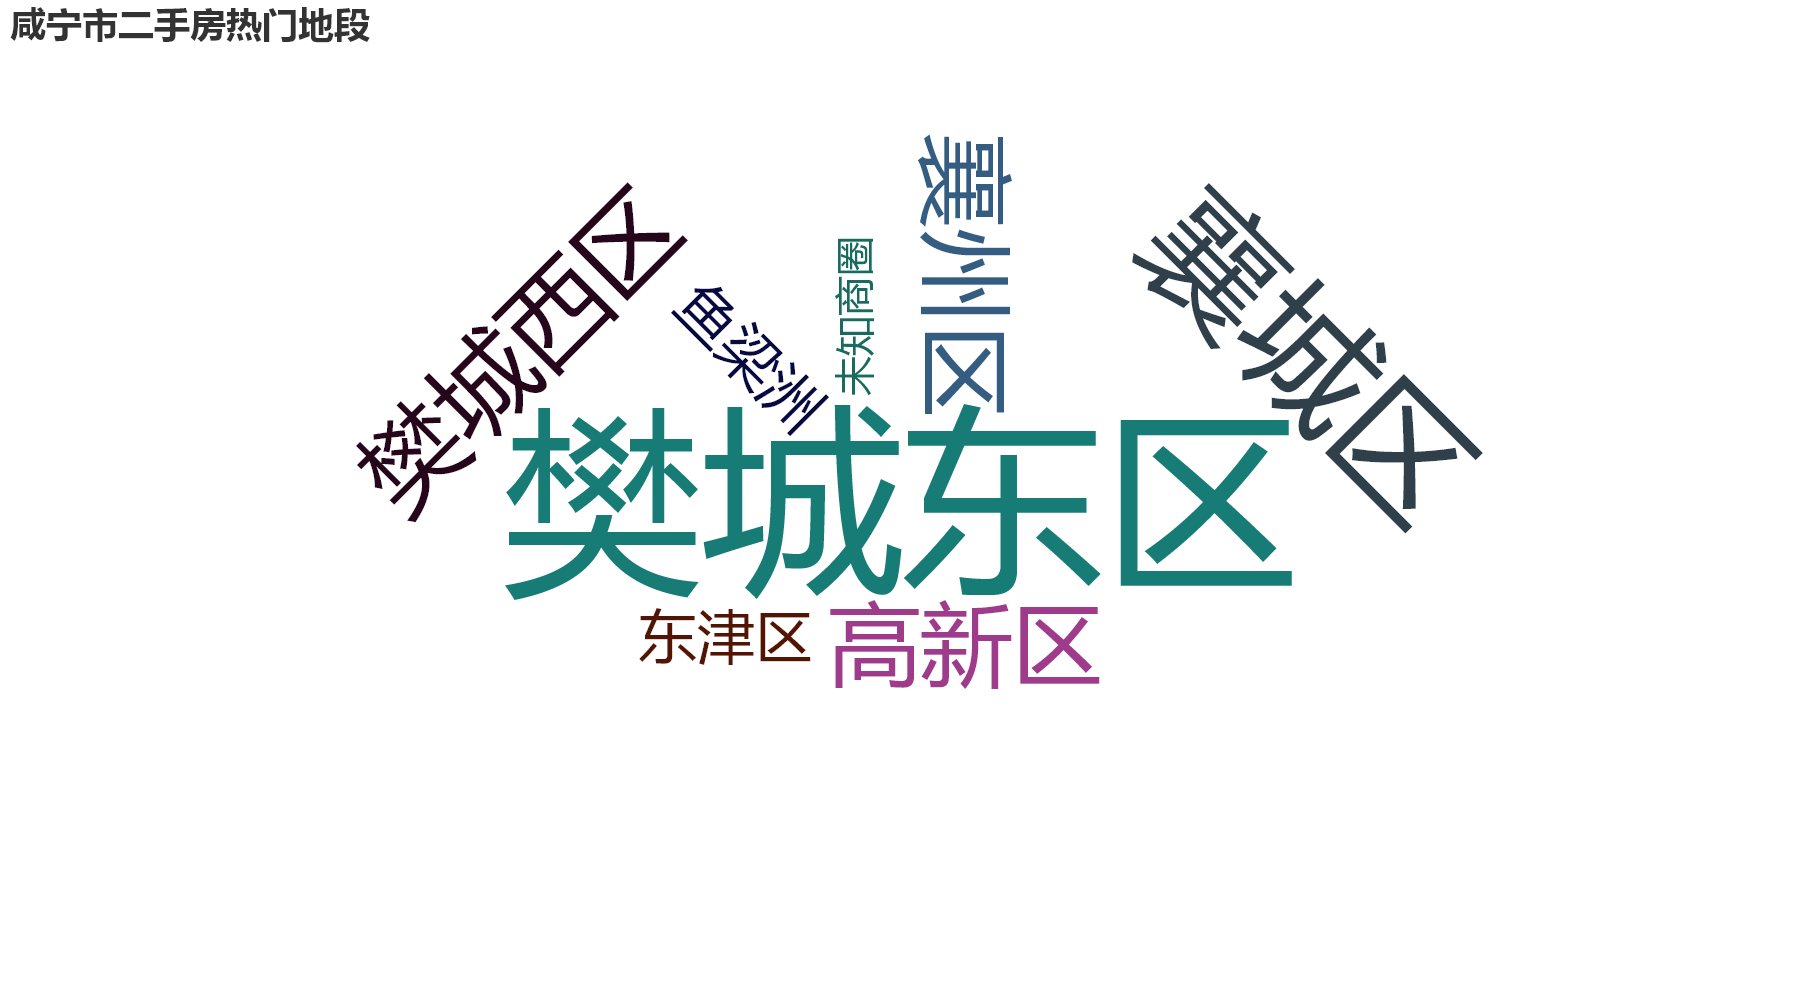 咸宁市二手房热门地段
樊城西区
鱼梁洲
未知商圈
襄州区
襄城区
樊城东区
东津区
高新区